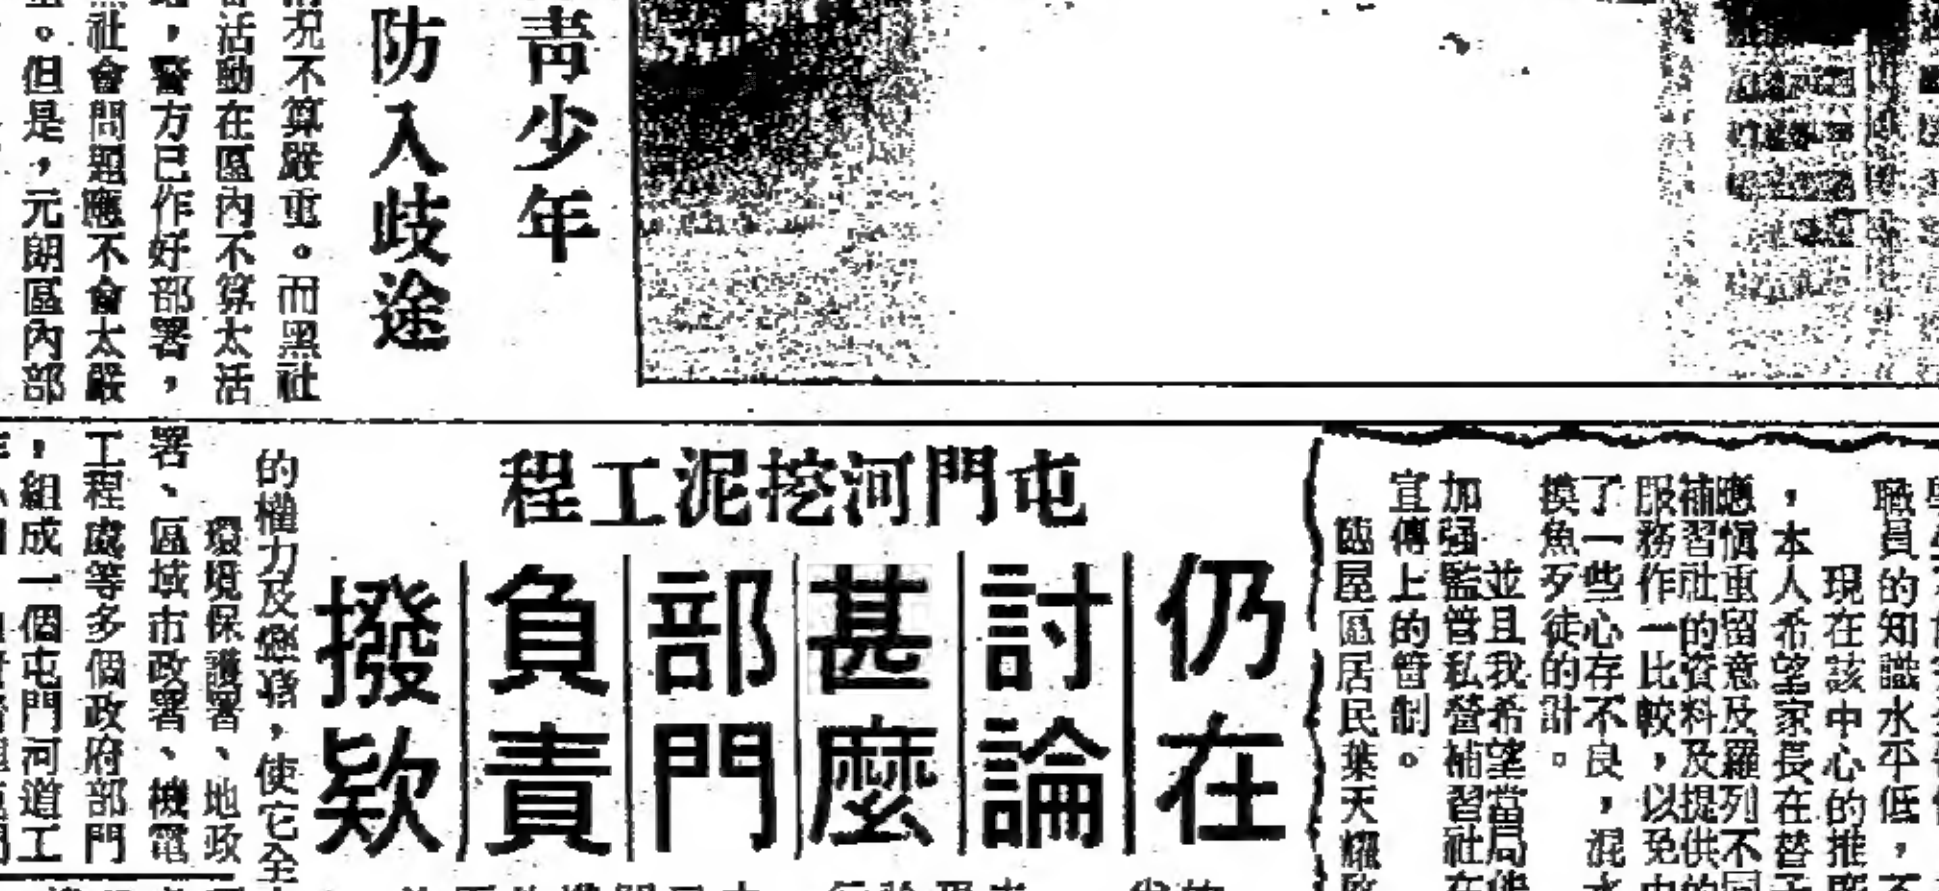 青少年
防入歧途
況不算嚴重。而黑社
活動在區內不算太活
，警方已作好部署，
社會問題應不會太嚴
。但是，元朗區內部
屯門河挖泥工程
仍在
討論
甚麼
部門
負責
撥款
的權力及
，使它全
環境保護署、地政
署、區域市政署、機電
工程處等多個政府部門
，組成一個屯門河道工
職員的知識水平低，
現在該中心的推
，本人希望家長在替子
應慎重留意及羅列不同
補習社的資料及提供的
服務作一比較，以免中
了一些心存不良，混水
摸魚歹徒的計。
並且我希望當局能
加强監管私營補習社在
宣傳上的管制。
臨屋區居民葉天耀致